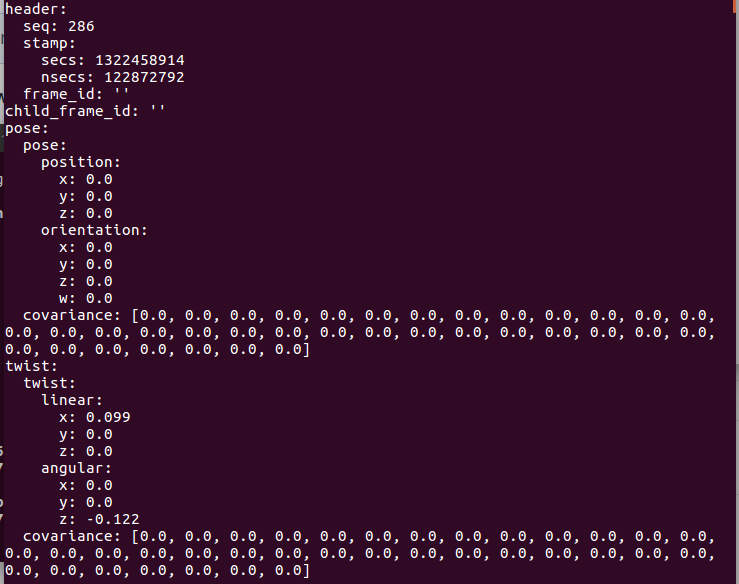 header:
  seq: 286
  stamp:
    secs: 1322458914
    nsecs: 122872792
  frame_id: ''
child_frame_id: ''
pose:
  pose:
    position:
      x: 0.0
      y: 0.0
      z: 0.0
    orientation:
      x: 0.0
      y: 0.0
      z: 0.0
      w: 0.0
  covariance: [0.0, 0.0, 0.0, 0.0, 0.0, 0.0, 0.0, 0.0, 0.0, 0.0, 0.0, 0.0, 0.0,
0.0, 0.0, 0.0, 0.0, 0.0, 0.0, 0.0, 0.0, 0.0, 0.0, 0.0, 0.0, 0.0, 0.0, 0.0, 0.0,
0.0, 0.0, 0.0, 0.0, 0.0, 0.0, 0.0]
twist:
  twist:
    linear:
      x: 0.099
      y: 0.0
      z: 0.0
    angular:
      x: 0.0
      y: 0.0
      z: -0.122
  covariance: [0.0, 0.0, 0.0, 0.0, 0.0, 0.0, 0.0, 0.0, 0.0, 0.0, 0.0, 0.0, 0.0,
0.0, 0.0, 0.0, 0.0, 0.0, 0.0, 0.0, 0.0, 0.0, 0.0, 0.0, 0.0, 0.0, 0.0, 0.0, 0.0,
0.0, 0.0, 0.0, 0.0, 0.0, 0.0, 0.0]